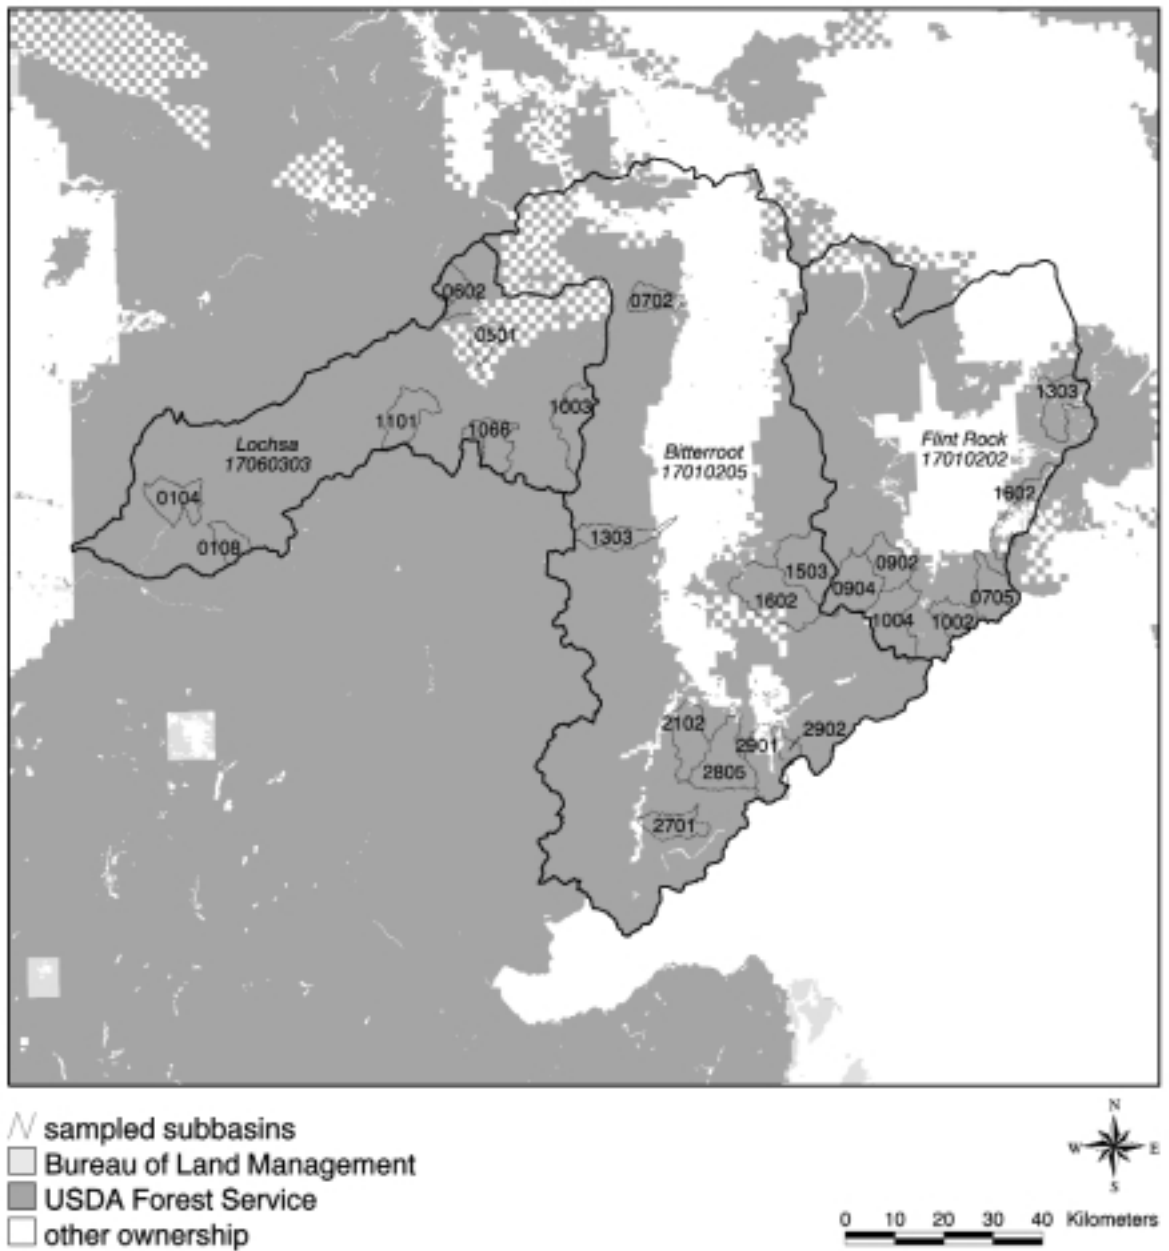 0602
0702
0501
1303
1003
1101
1066
Lochsa
17060303
Bitterroot
17010205
Flint Rock
17010202
0104
1602
0108
1303
1503
0902
0904
0705
1602
1004
1002
2102
2901
2902
2805
2701
sampled subbasins
Bureau of Land Management
USDA Forest Service
other ownership
N
W E
S
0 10 20 30 40 Kilometers